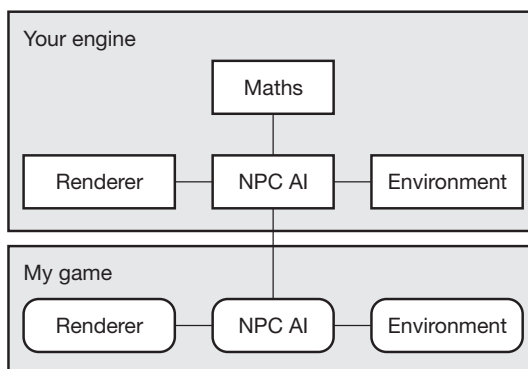 Your engine
Maths
Renderer
NPC AI
Environment
My game
Renderer
NPC AI
Environment